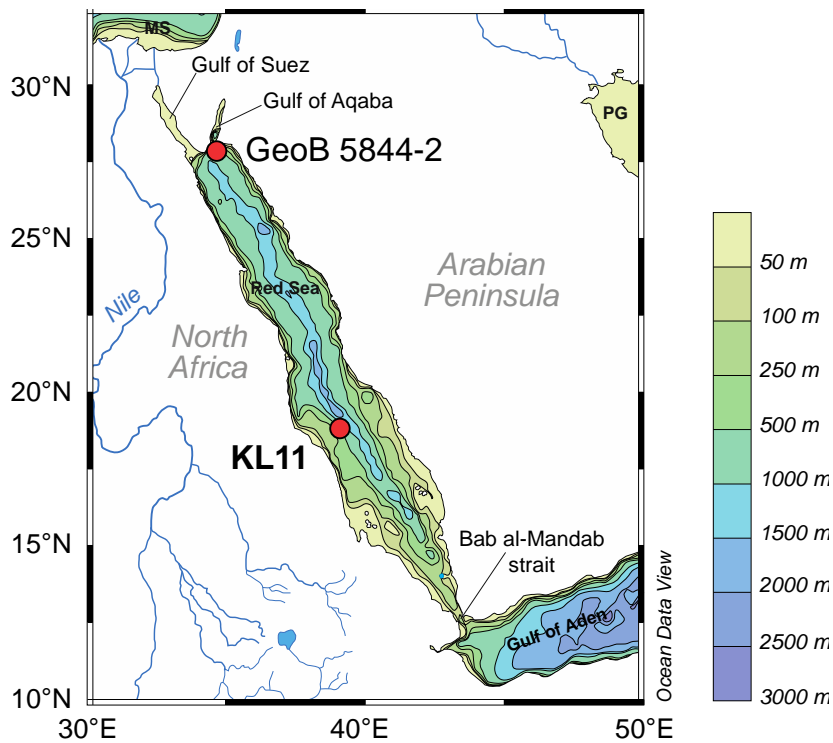 MS
Gulf of Suez
30°N
Gulf of Aqaba
PG
GeoB 5844-2
25°N
Arabian
Peninsula
50 m
Red Sea
Nile
100 m
North
Africa
250 m
20°N
500 m
KL11
1000 m
1500 m
15°N
Bab al-Mandab
strait
2000 m
Gulf of Aden
2500 m
Ocean Data View
10°N
3000 m
30°E
40°E
50°E